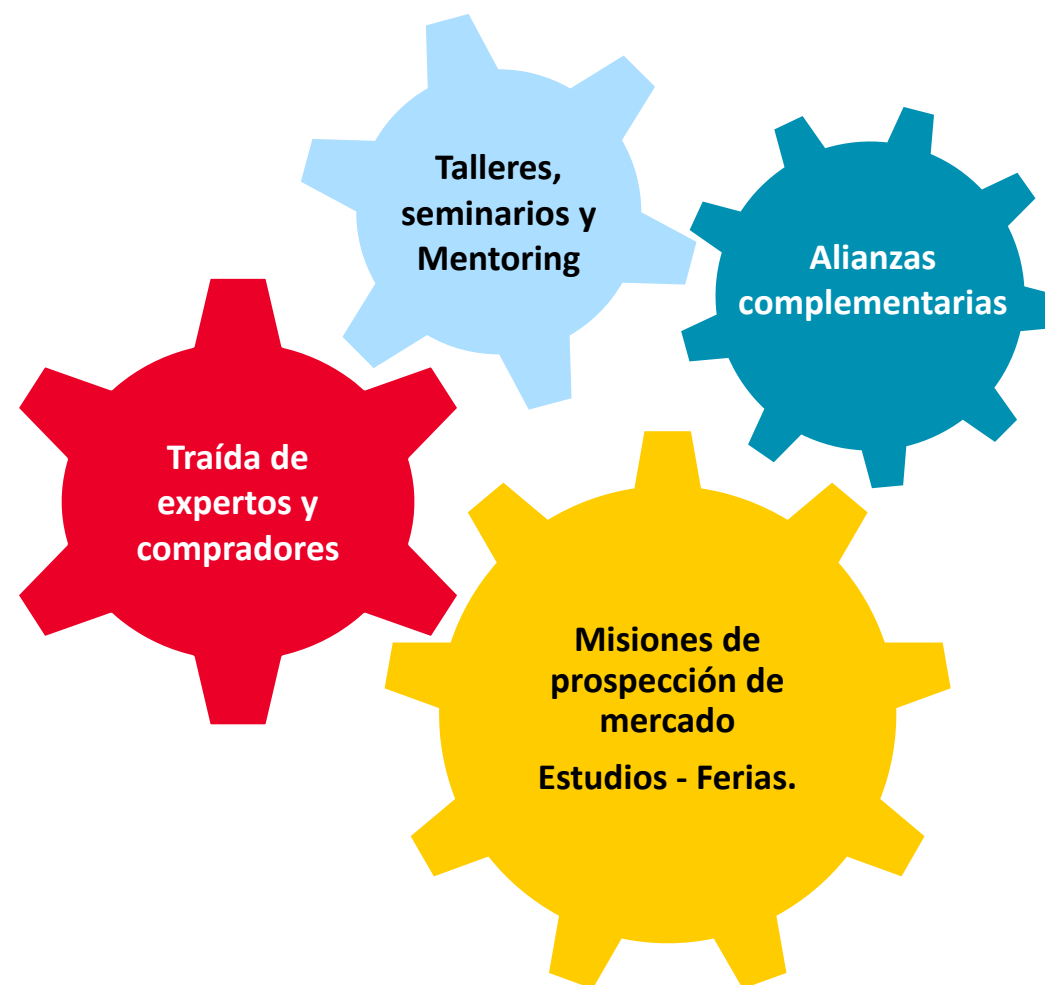 Talleres,
seminarios y
Mentoring
Alianzas
complementarias
Traída de
expertos y
compradores
Misiones de
prospección de
mercado
Estudios - Ferias.